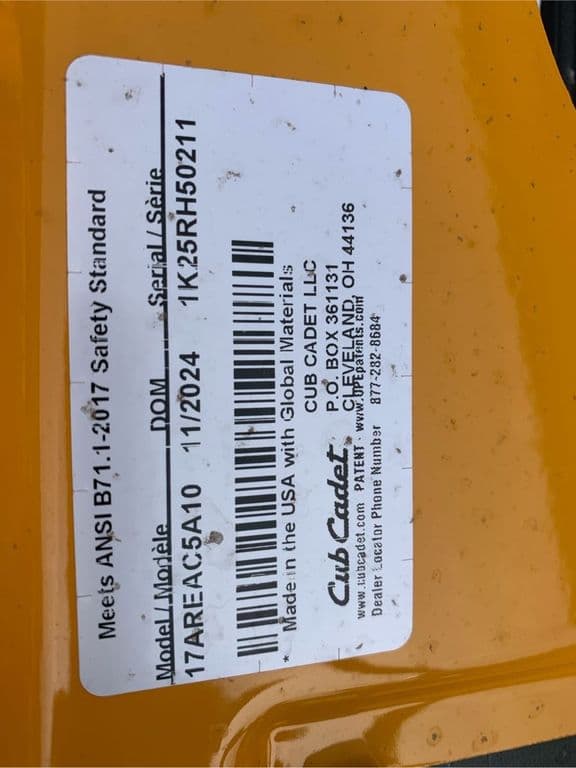 Meets ANSI B71.1-2017 Safety Standard
Model / Modèle DOM Serial / Série
17AREAC5A10 11/2024 1K25RH50211
* Made in the USA with Global Materials
CUB CADET LLC
P.O. BOX 361131
CLEVELAND, OH 44136
Cub Cadet.
www.cubcadet.com PATENT - www.OPEpatents.com
Dealer Locator Phone Number 877-282-8684